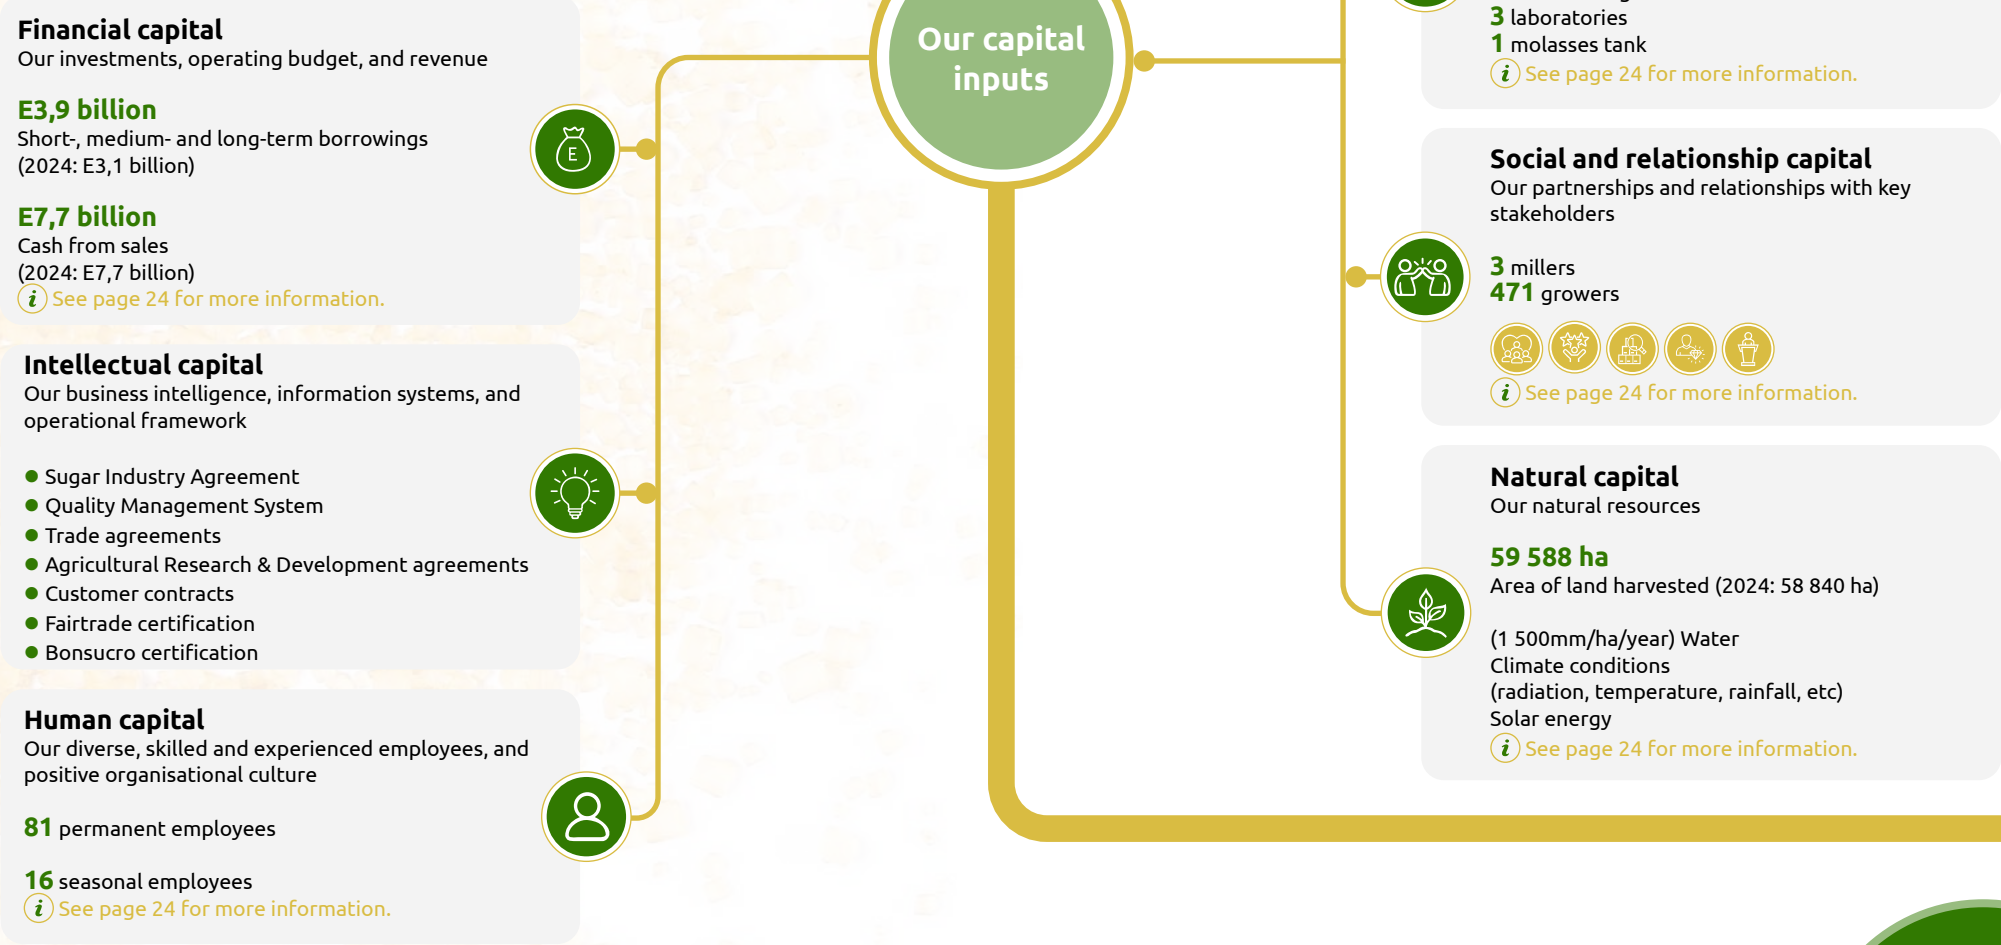 Financial capital
Our investments, operating budget, and revenue
E3,9 billion
Short-, medium- and long-term borrowings
(2024: E3,1 billion)
E
E7,7 billion
Cash from sales
(2024: E7,7 billion)
i See page 24 for more information.
Intellectual capital
Our business intelligence, information systems, and
operational framework
● Sugar Industry Agreement
● Quality Management System
● Trade agreements
● Agricultural Research & Development agreements
● Customer contracts
● Fairtrade certification
● Bonsucro certification
Human capital
Our diverse, skilled and experienced employees, and
positive organisational culture
81 permanent employees
16 seasonal employees
i See page 24 for more information.
Our capital
inputs
3 laboratories
1 molasses tank
i See page 24 for more information.
Social and relationship capital
Our partnerships and relationships with key
stakeholders
3 millers
471 growers
i See page 24 for more information.
Natural capital
Our natural resources
59 588 ha
Area of land harvested (2024: 58 840 ha)
(1 500mm/ha/year) Water
Climate conditions
(radiation, temperature, rainfall, etc)
Solar energy
i See page 24 for more information.